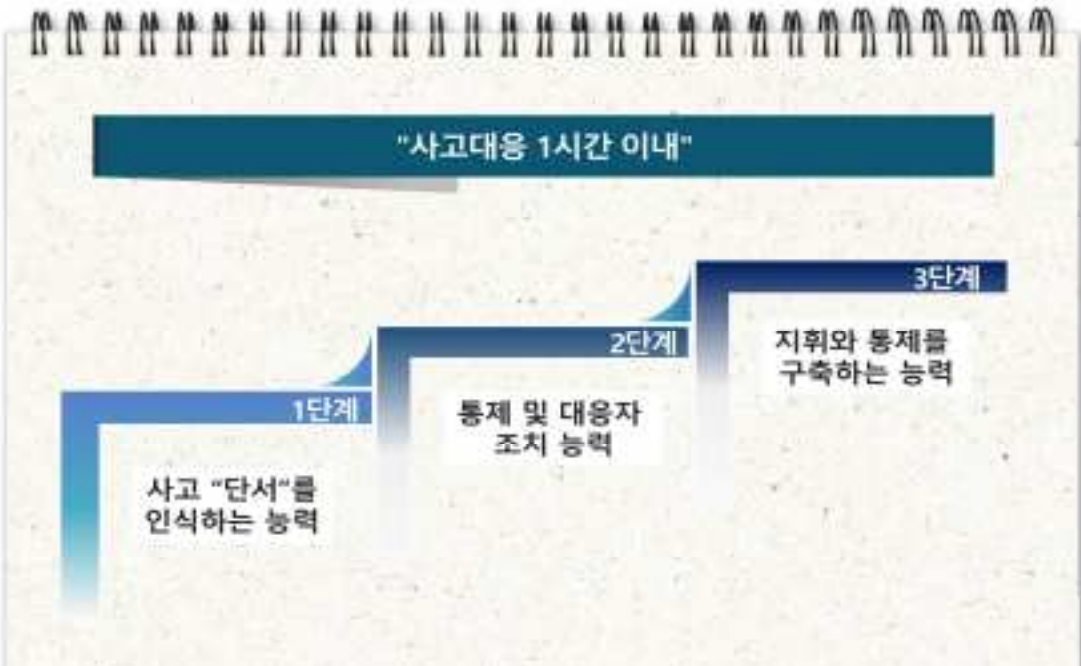 "사고대응 1시간 이내"
1단계
사고 "단서"를
인식하는 능력
2단계
통제 및 대응자
조치 능력
3단계
지휘와 통제를
구축하는 능력